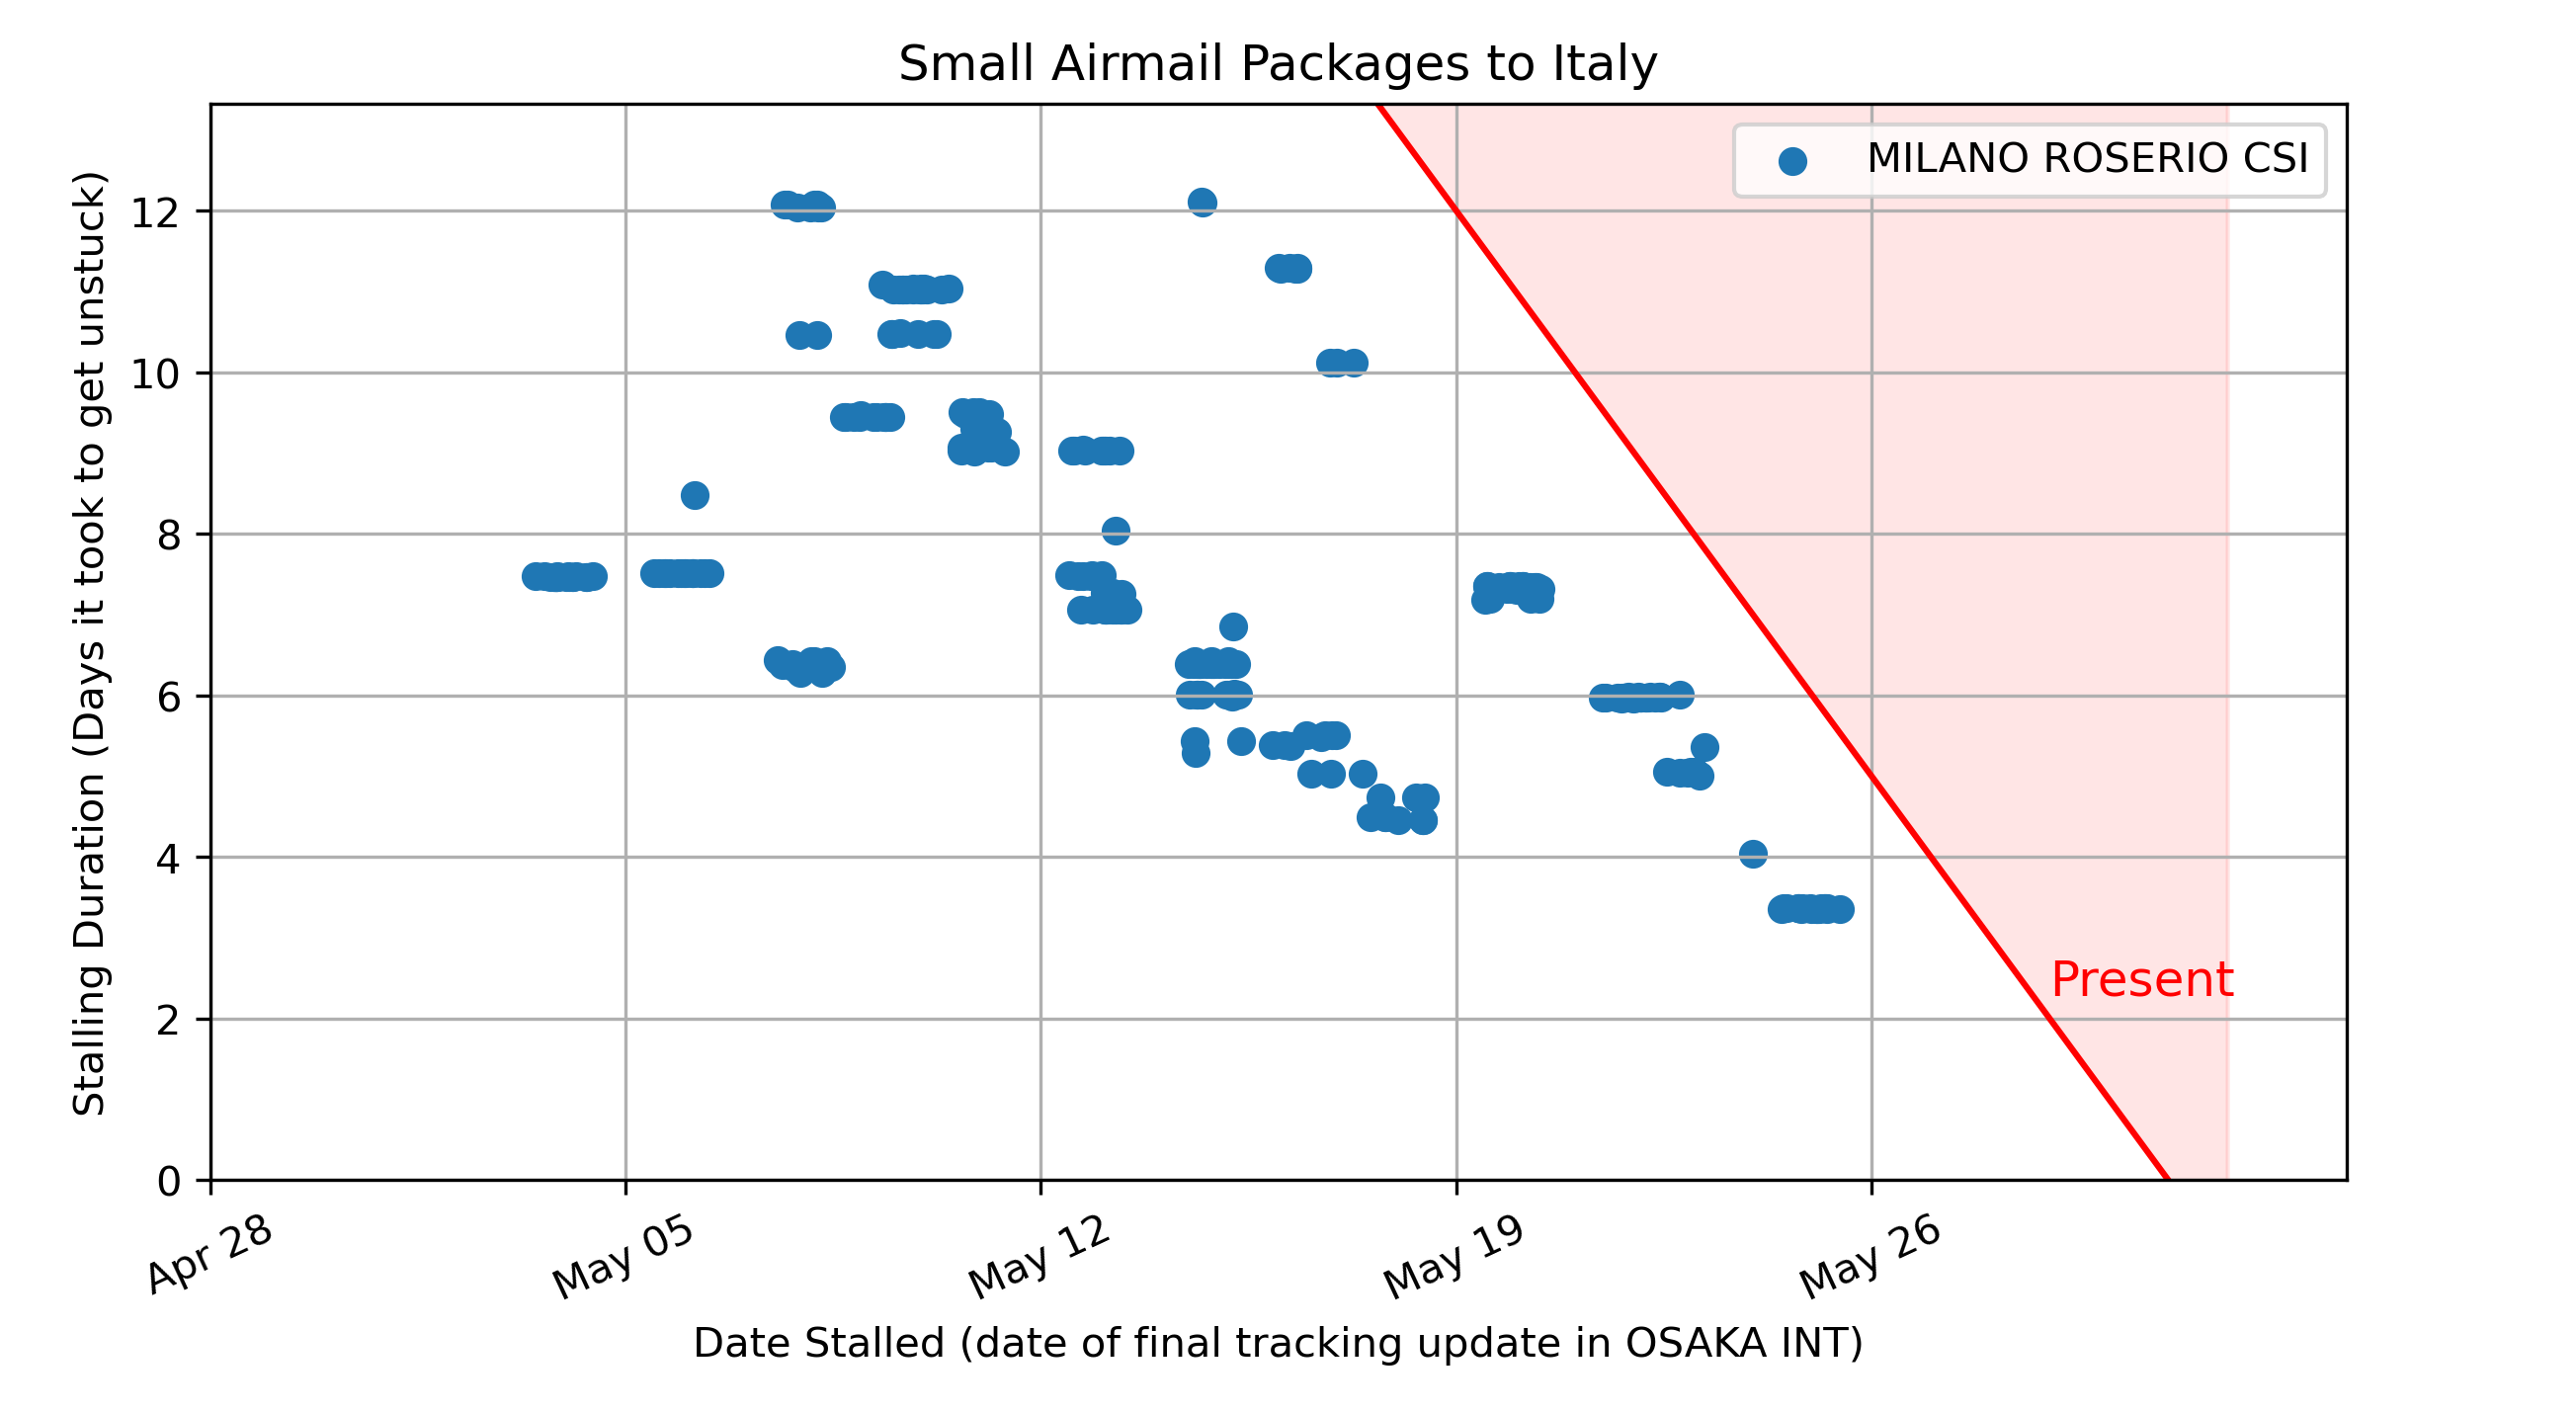 Small Airmail Packages to Italy
MILANO ROSERIO CSI
Stalling Duration (Days it took to get unstuck)
12
10
8
6
4
2
0
Present
Apr 28
May 05
May 12
May 19
May 26
Date Stalled (date of final tracking update in OSAKA INT)